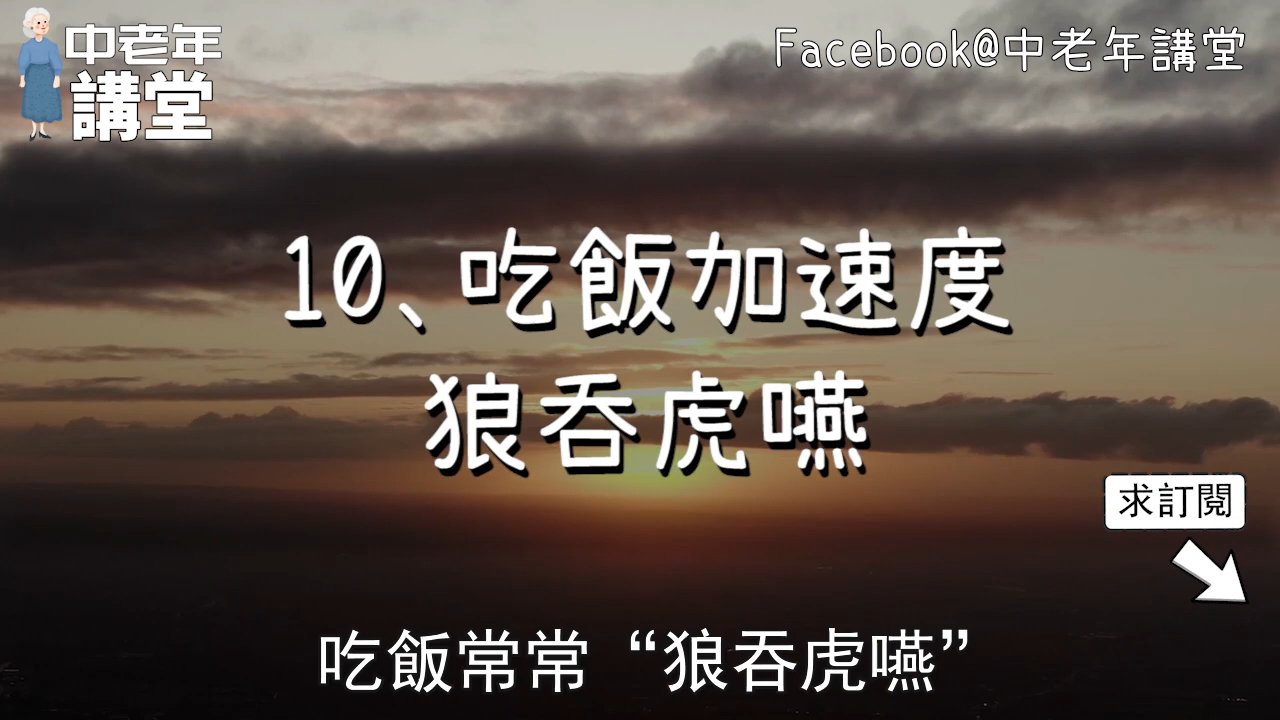 中老年
講堂
Facebook@中老年講堂
10、吃飯加速度
狼吞虎嚥
求訂閱
吃飯常常“狼吞虎嚥”